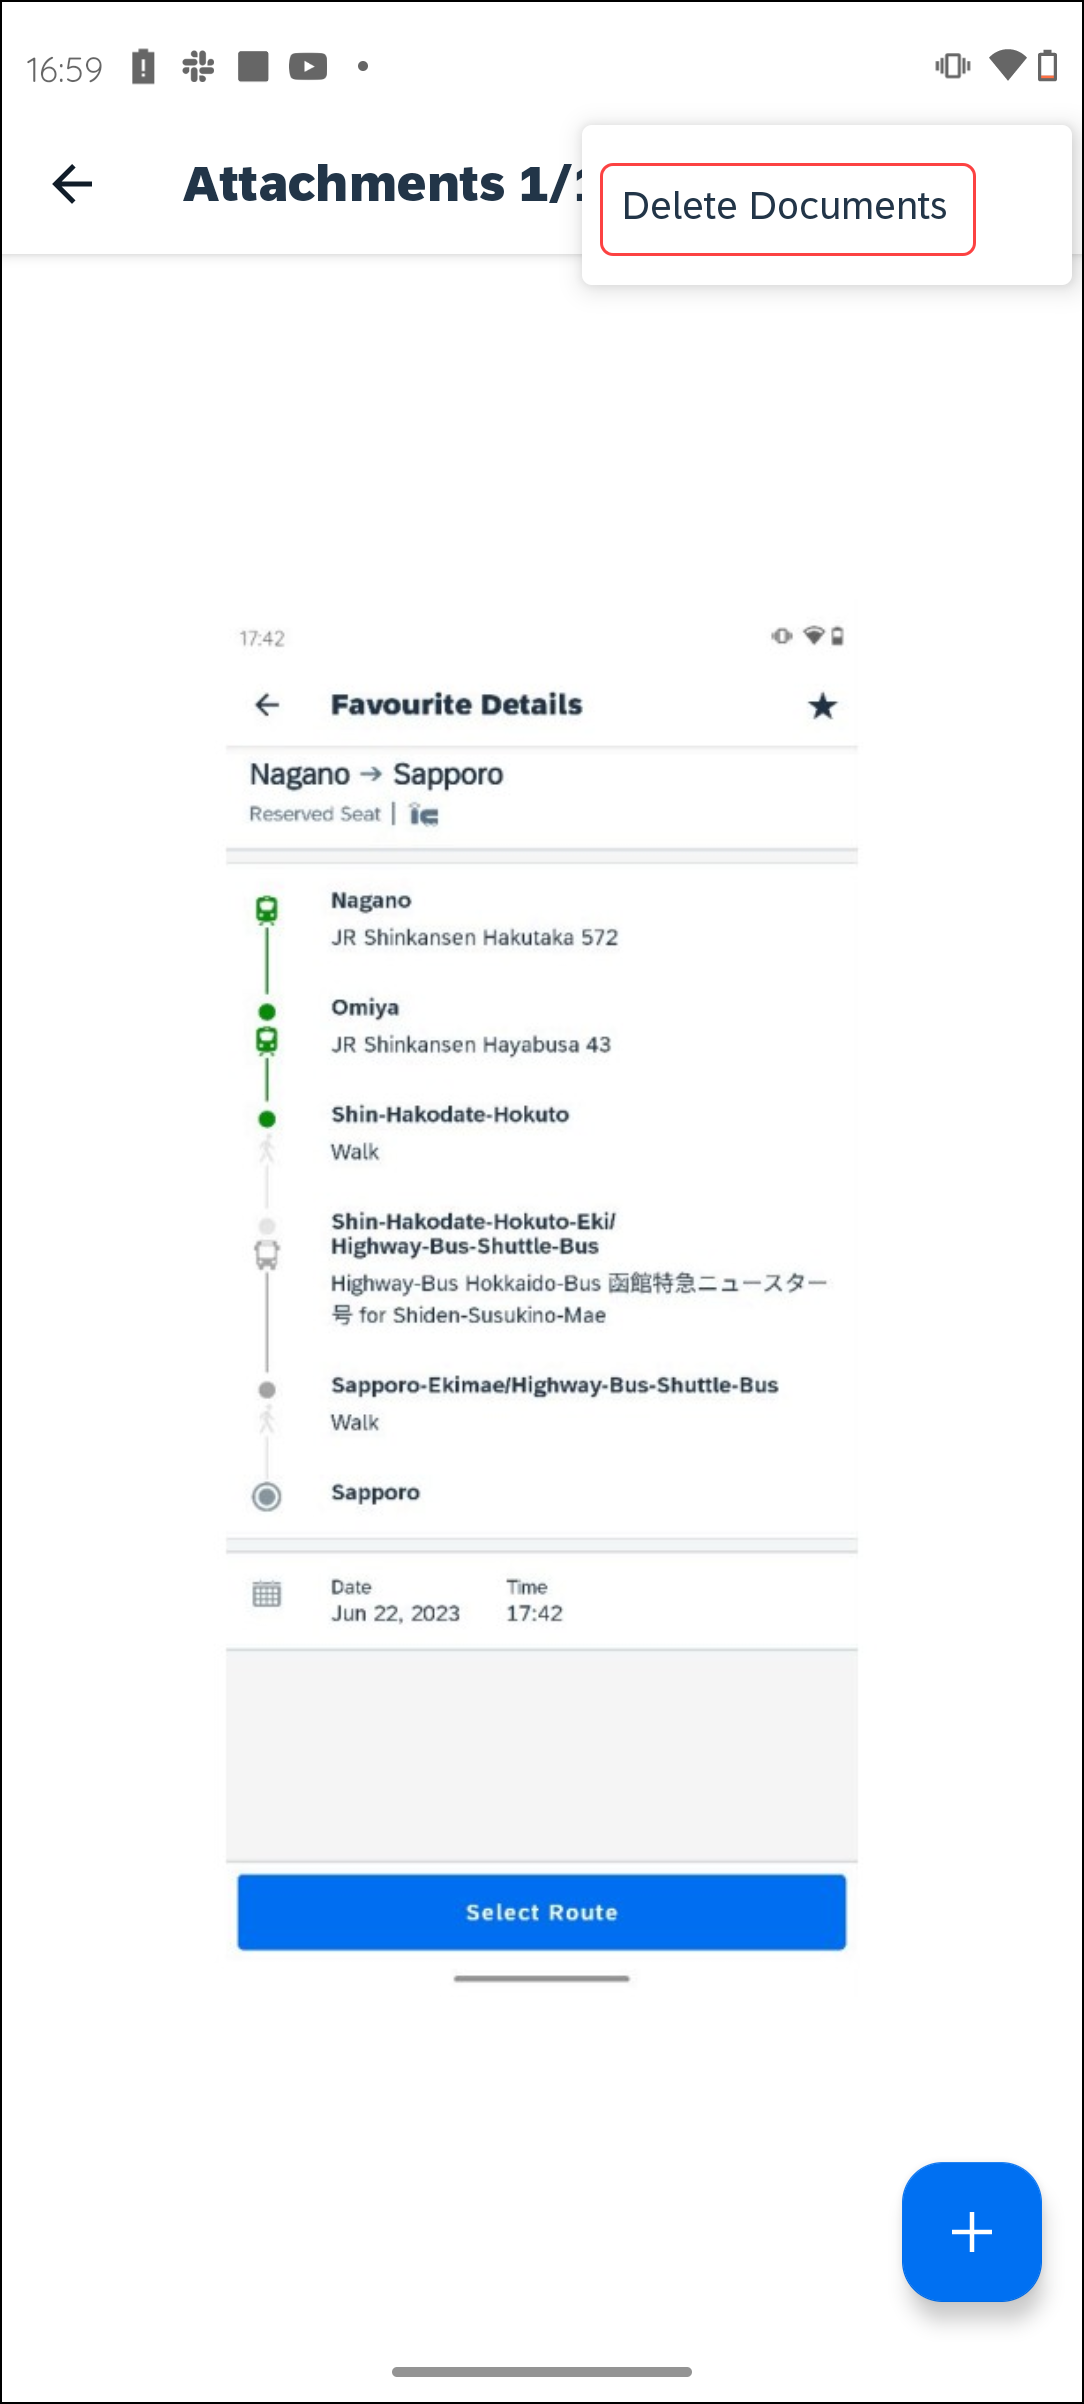 16:59
Attachments 1/1
Delete Documents
17:42
Favourite Details
Nagano → Sapporo
Reserved Seat | ic
Nagano
JR Shinkansen Hakutaka 572
Omiya
JR Shinkansen Hayabusa 43
Shin-Hakodate-Hokuto
Walk
Shin-Hakodate-Hokuto-Eki/
Highway-Bus-Shuttle-Bus
Highway-Bus Hokkaido-Bus 函館特急ニュースター
号 for Shiden-Susukino-Mae
Sapporo-Ekimae/Highway-Bus-Shuttle-Bus
Walk
Sapporo
Date
Time
Jun 22, 2023
17:42
Select Route